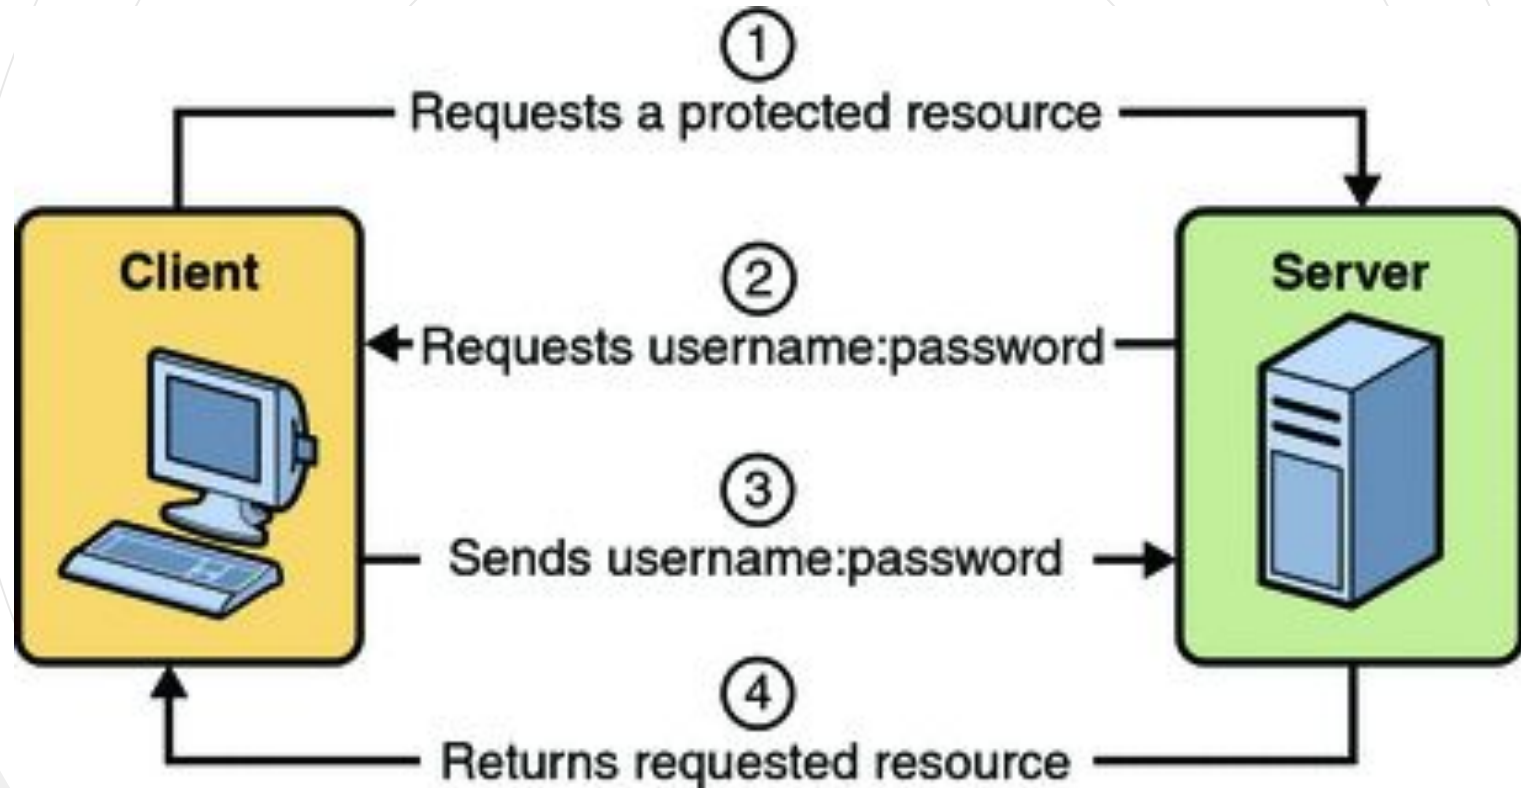 1
Requests a protected resource
Client
Server
2
Requests username:password
3
Sends username:password
4
Returns requested resource